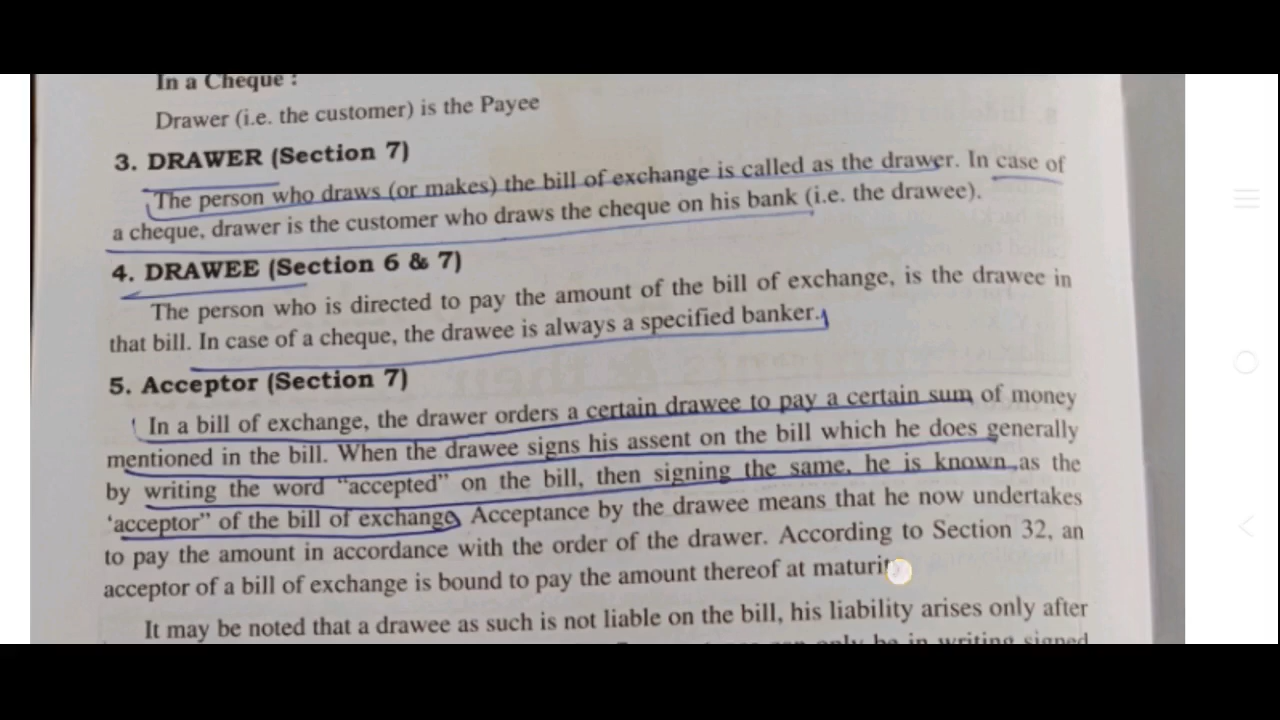 In a Cheque :
Drawer (i.e. the customer) is the Payee
3. DRAWER (Section 7)
The person who draws (or makes) the bill of exchange is called as the drawer. In case of
a cheque, drawer is the customer who draws the cheque on his bank (i.e. the drawee).
4. DRAWEE (Section 6 & 7)
The person who is directed to pay the amount of the bill of exchange, is the drawee in
that bill. In case of a cheque, the drawee is always a specified banker.
5. Acceptor (Section 7)
In a bill of exchange, the drawer orders a certain drawee to pay a certain sum of money
mentioned in the bill. When the drawee signs his assent on the bill which he does generally
by writing the word “accepted” on the bill, then signing the same, he is known as the
‘acceptor” of the bill of exchange. Acceptance by the drawee means that he now undertakes
to pay the amount in accordance with the order of the drawer. According to Section 32, an
acceptor of a bill of exchange is bound to pay the amount thereof at maturity
It may be noted that a drawee as such is not liable on the bill, his liability arises only after
only be in writing signed